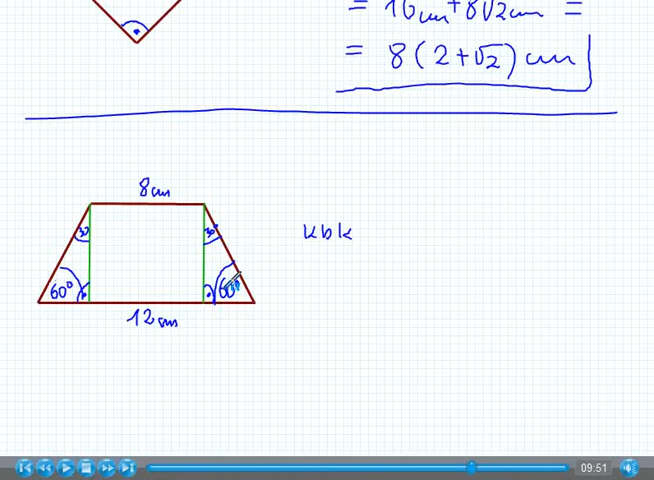 = 16cm + 8√2cm =
= 8(2+√2)cm
8cm
30° 30°
kbk
60° 60°
12cm
09:51